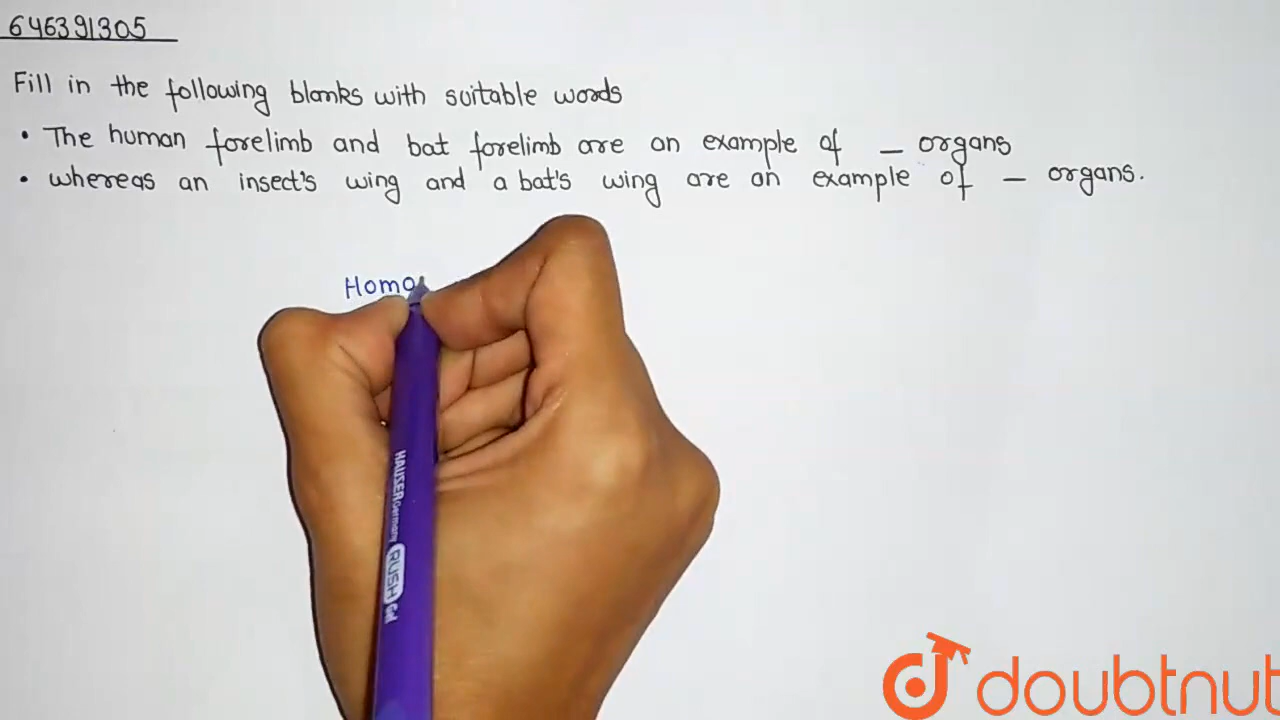 646391305
Fill in the following blanks with suitable words
• The human forelimb and bat forelimb are an example of _ organs
• whereas an insect's wing and a bat's wing are an example of _ organs.
Homo
HAUSER Germany RUSH Gel
doubtnut